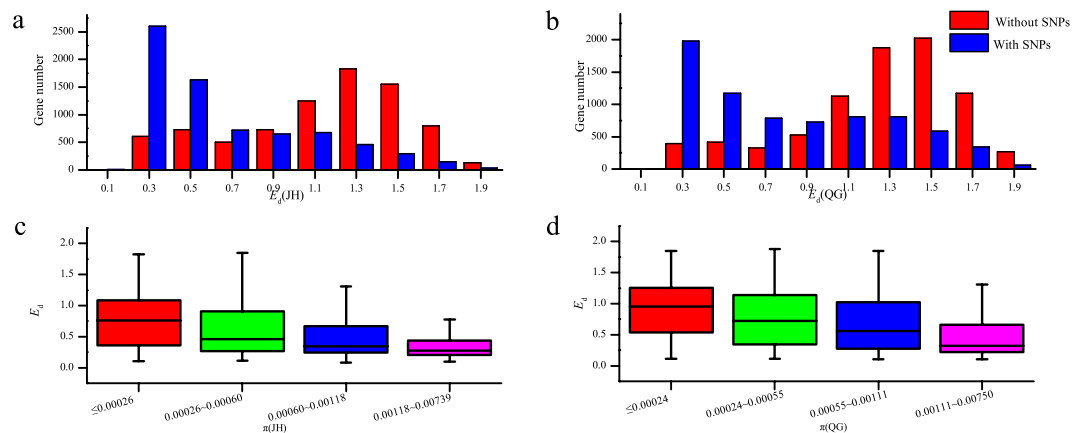 a
Gene number
2500
2000
1500
1000
500
0
0.1 0.3 0.5 0.7 0.9 1.1 1.3 1.5 1.7 1.9
Ed(JH)
b
Gene number
2000
1500
1000
500
0
0.1 0.3 0.5 0.7 0.9 1.1 1.3 1.5 1.7 1.9
Ed(QG)
Without SNPs
With SNPs
c
Ed
2.0
1.5
1.0
0.5
0.0
≤0.00026 0.00026~0.00060 0.00060~0.00118 0.00118~0.00739
π(JH)
d
Ed
2.0
1.5
1.0
0.5
0.0
≤0.00024 0.00024~0.00055 0.00055~0.00111 0.00111~0.00750
π(QG)